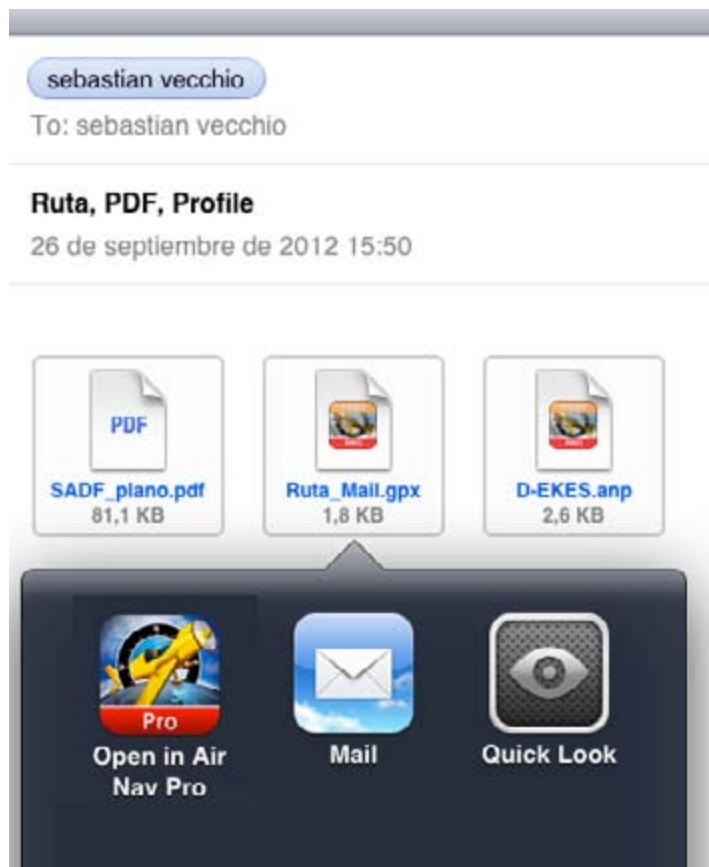 sebastian vecchio
To: sebastian vecchio
Ruta, PDF, Profile
26 de septiembre de 2012 15:50
PDF
SADF_plano.pdf
81,1 KB
Ruta_Mail.gpx
1,8 KB
D-EKES.anp
2,6 KB
Pro
Open in Air
Nav Pro
Mail
Quick Look